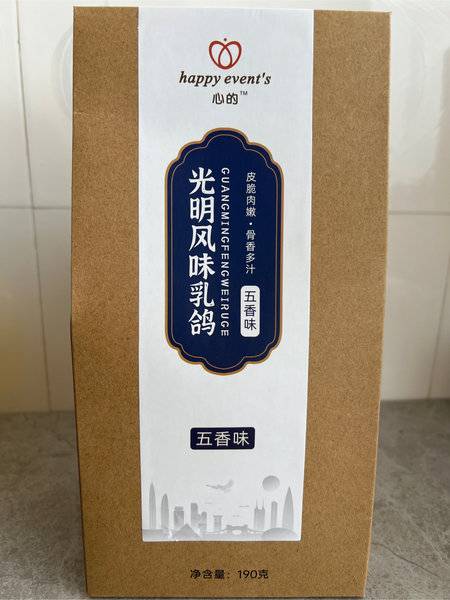 happy event's
心的™
光明风味乳鸽
GUANGMINGFENGWEIRUGE
皮脆肉嫩·骨香多汁
五香味
五香味
净含量：190克